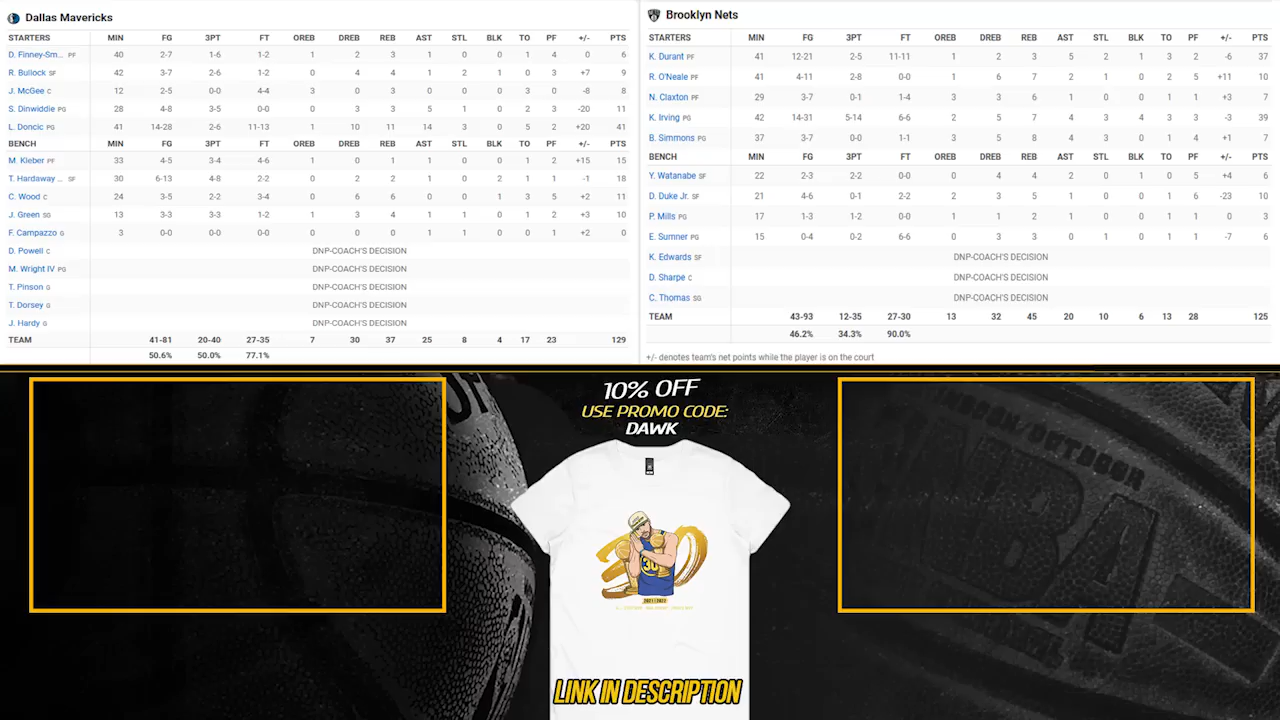 Dallas Mavericks
STARTERS MIN FG 3PT FT OREB DREB REB AST STL BLK TO PF +/- PTS
D. Finney-Sm... PF 40 2-7 1-6 1-2 1 2 3 1 0 0 1 4 0 6
R. Bullock SF 42 3-7 2-6 1-2 0 4 4 1 2 1 0 3 +7 9
J. McGee C 12 2-5 0-0 4-4 3 0 3 0 0 0 3 0 -8 8
S. Dinwiddie PG 28 4-8 3-5 0-0 0 3 3 5 1 0 2 3 -20 11
L. Doncic PG 41 14-28 2-6 11-13 1 10 11 14 3 0 5 2 +20 41
BENCH MIN FG 3PT FT OREB DREB REB AST STL BLK TO PF +/- PTS
M. Kleber PF 33 4-5 3-4 4-6 1 0 1 1 0 0 1 2 +15 15
T. Hardaway ... SF 30 6-13 4-8 2-2 0 2 2 1 0 2 1 1 -1 18
C. Wood C 24 3-5 2-2 3-4 0 6 6 0 0 1 3 5 +2 11
J. Green SG 13 3-3 3-3 1-2 1 3 4 1 1 0 1 2 +3 10
F. Campazzo G 3 0-0 0-0 0-0 0 0 0 1 1 0 0 1 +2 0
D. Powell C DNP-COACH'S DECISION
M. Wright IV PG DNP-COACH'S DECISION
T. Pinson G DNP-COACH'S DECISION
T. Dorsey G DNP-COACH'S DECISION
J. Hardy G DNP-COACH'S DECISION
TEAM 41-81 20-40 27-35 7 30 37 25 8 4 17 23 129
50.6% 50.0% 77.1%
Brooklyn Nets
STARTERS MIN FG 3PT FT OREB DREB REB AST STL BLK TO PF +/- PTS
K. Durant PF 41 12-21 2-5 11-11 1 2 3 5 2 1 3 2 -6 37
R. O'Neale PF 41 4-11 2-8 0-0 1 6 7 2 1 0 2 5 +11 10
N. Claxton PF 29 3-7 0-1 1-4 3 3 6 1 0 0 1 1 +3 7
K. Irving PG 42 14-31 5-14 6-6 2 5 7 4 3 4 3 3 -3 39
B. Simmons PG 37 3-7 0-0 1-1 3 5 8 4 3 0 1 4 +1 7
BENCH MIN FG 3PT FT OREB DREB REB AST STL BLK TO PF +/- PTS
Y. Watanabe SF 22 2-3 2-2 0-0 0 4 4 2 0 1 0 5 +4 6
D. Duke Jr. SF 21 4-6 0-1 2-2 2 3 5 1 0 0 1 6 -23 10
P. Mills PG 17 1-3 1-2 0-0 1 1 2 1 0 0 1 1 0 3
E. Sumner PG 15 0-4 0-2 6-6 0 3 3 0 1 0 1 1 -7 6
K. Edwards SF DNP-COACH'S DECISION
D. Sharpe C DNP-COACH'S DECISION
C. Thomas SG DNP-COACH'S DECISION
TEAM 43-93 12-35 27-30 13 32 45 20 10 6 13 28 125
46.2% 34.3% 90.0%
+/- denotes team's net points while the player is on the court
10% OFF
USE PROMO CODE:
DAWK
30
LINK IN DESCRIPTION